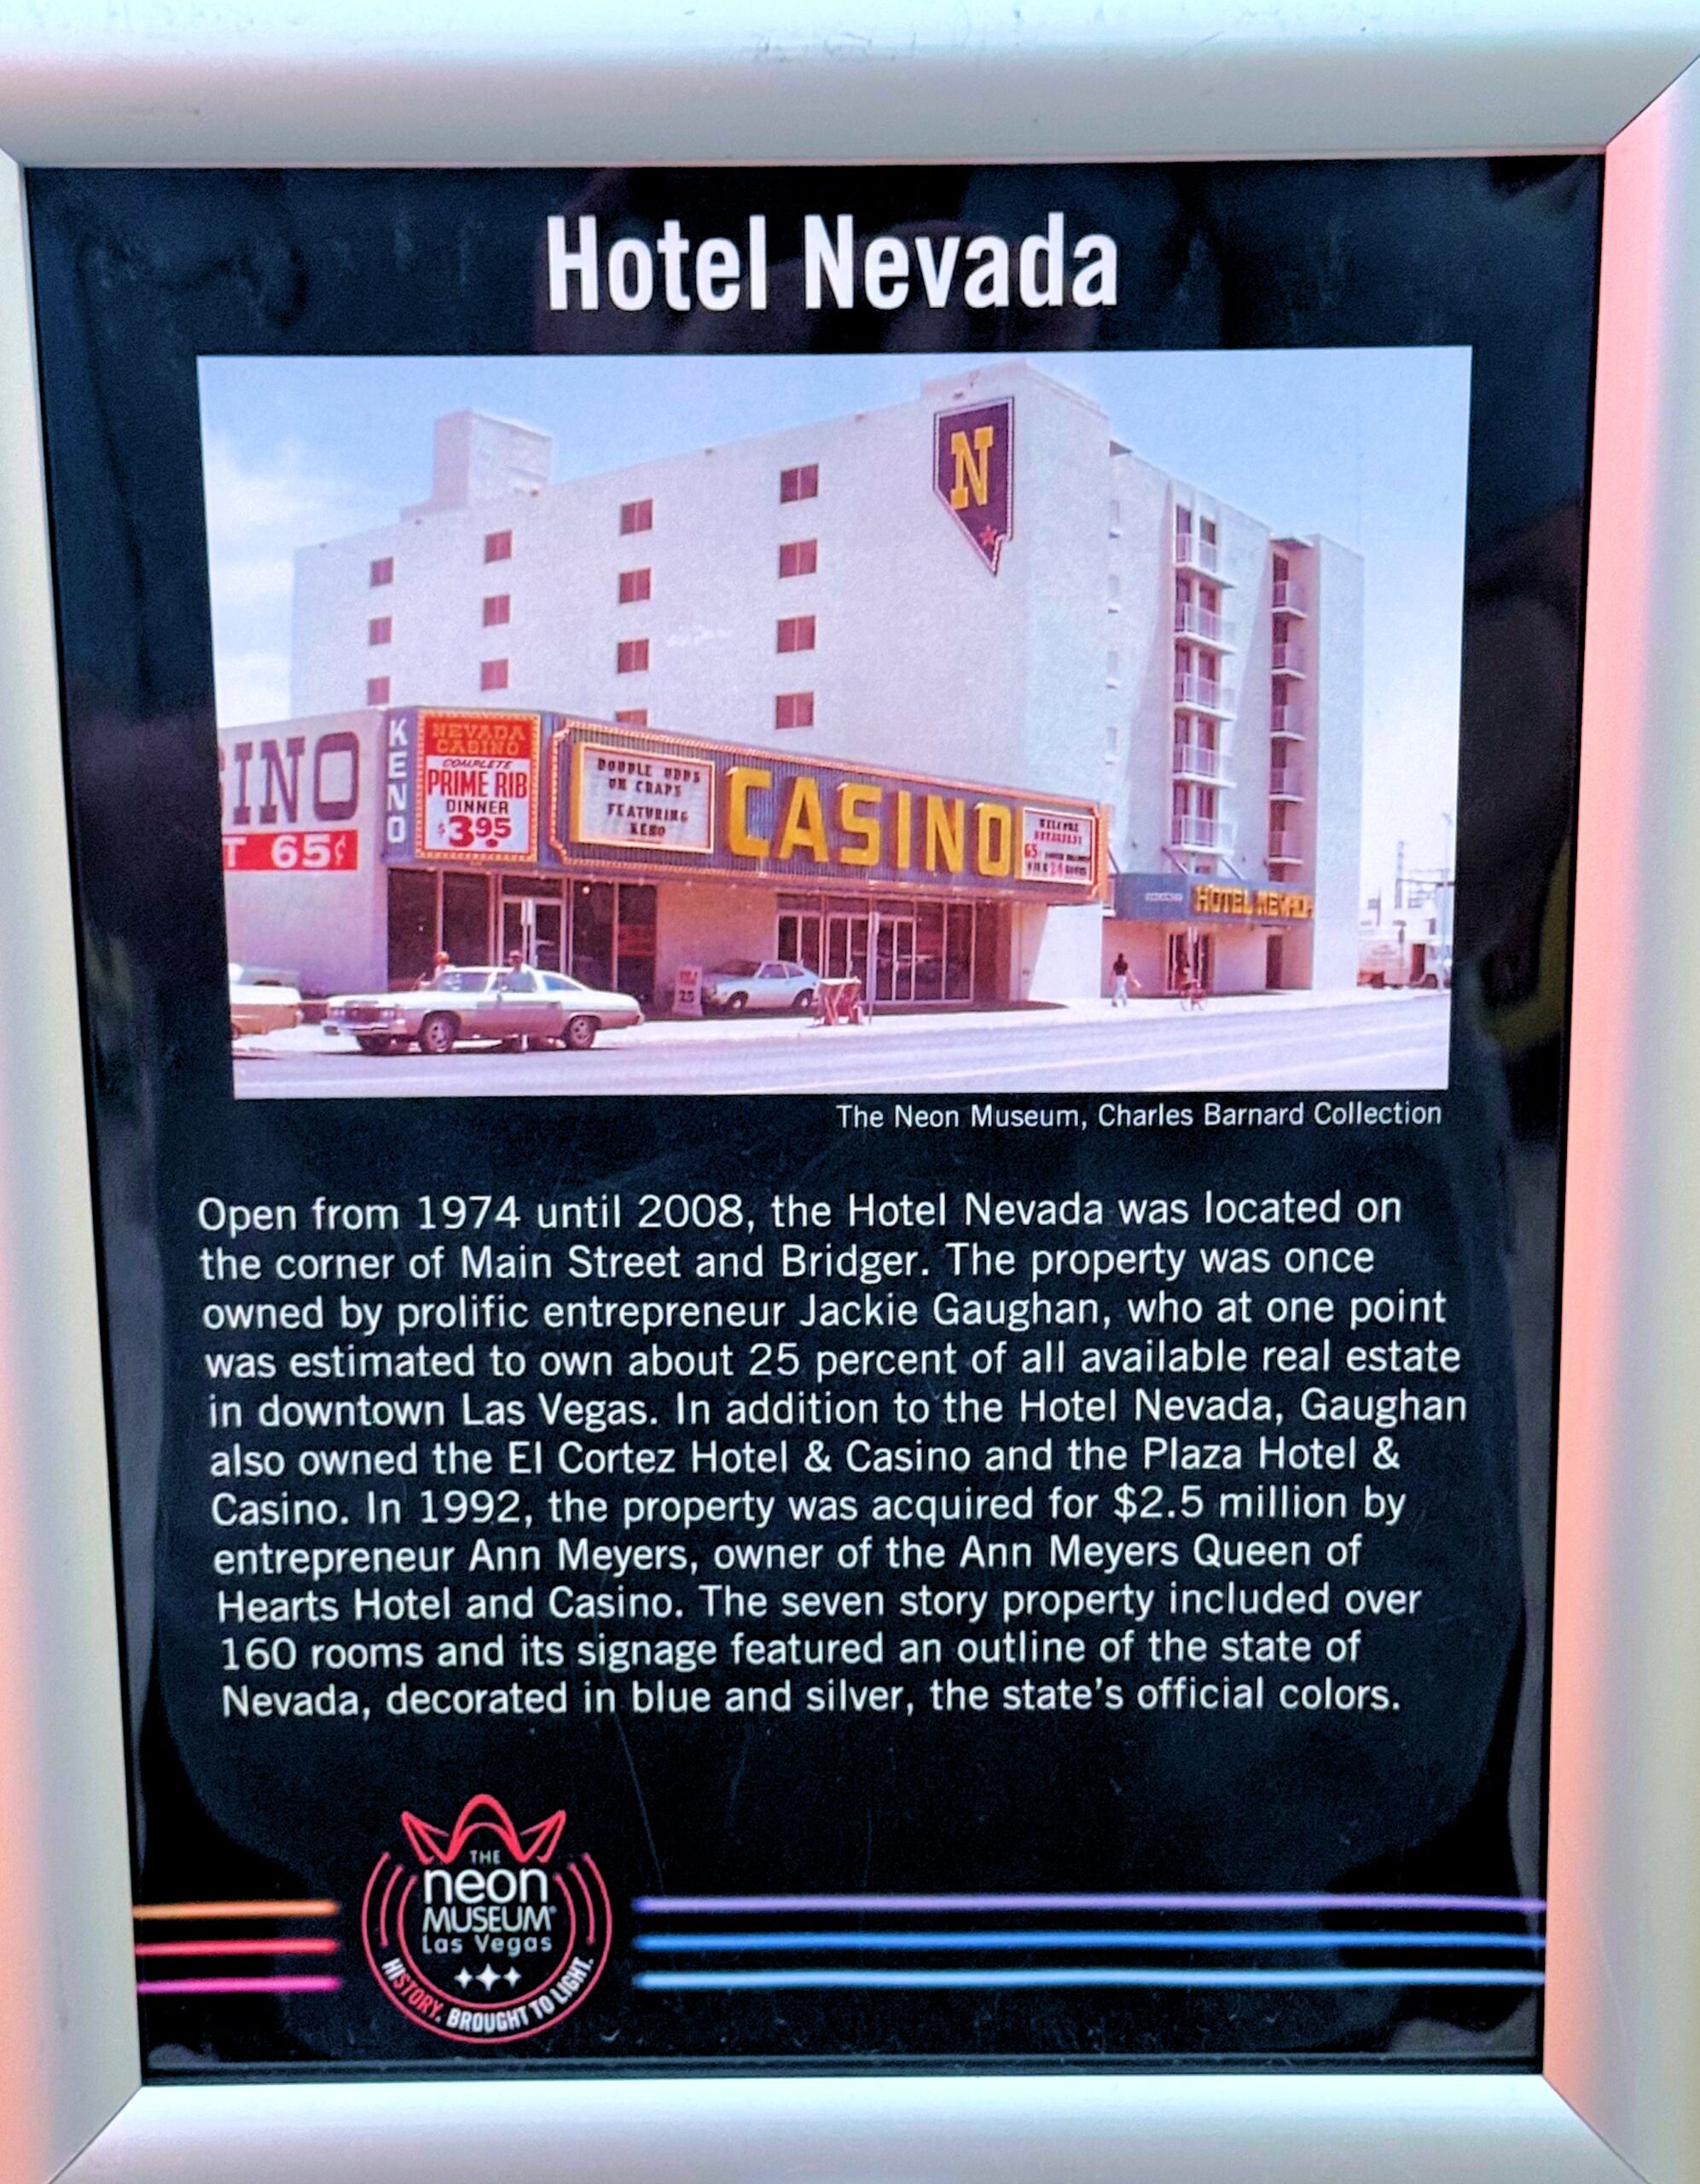 Hotel Nevada
N
INO
T 65¢
KENO
NEVADA
CASINO
COMPLETE
PRIME RIB
DINNER
$3.95
DOUBLE ODDS
ON CRAPS
FEATURING
KENO
CASINO
65
HOTEL NEVADA
25
The Neon Museum, Charles Barnard Collection
Open from 1974 until 2008, the Hotel Nevada was located on
the corner of Main Street and Bridger. The property was once
owned by prolific entrepreneur Jackie Gaughan, who at one point
was estimated to own about 25 percent of all available real estate
in downtown Las Vegas. In addition to the Hotel Nevada, Gaughan
also owned the El Cortez Hotel & Casino and the Plaza Hotel &
Casino. In 1992, the property was acquired for $2.5 million by
entrepreneur Ann Meyers, owner of the Ann Meyers Queen of
Hearts Hotel and Casino. The seven story property included over
160 rooms and its signage featured an outline of the state of
Nevada, decorated in blue and silver, the state's official colors.
THE
neon
MUSEUM®
Las Vegas
HISTORY. BROUGHT TO LIGHT.